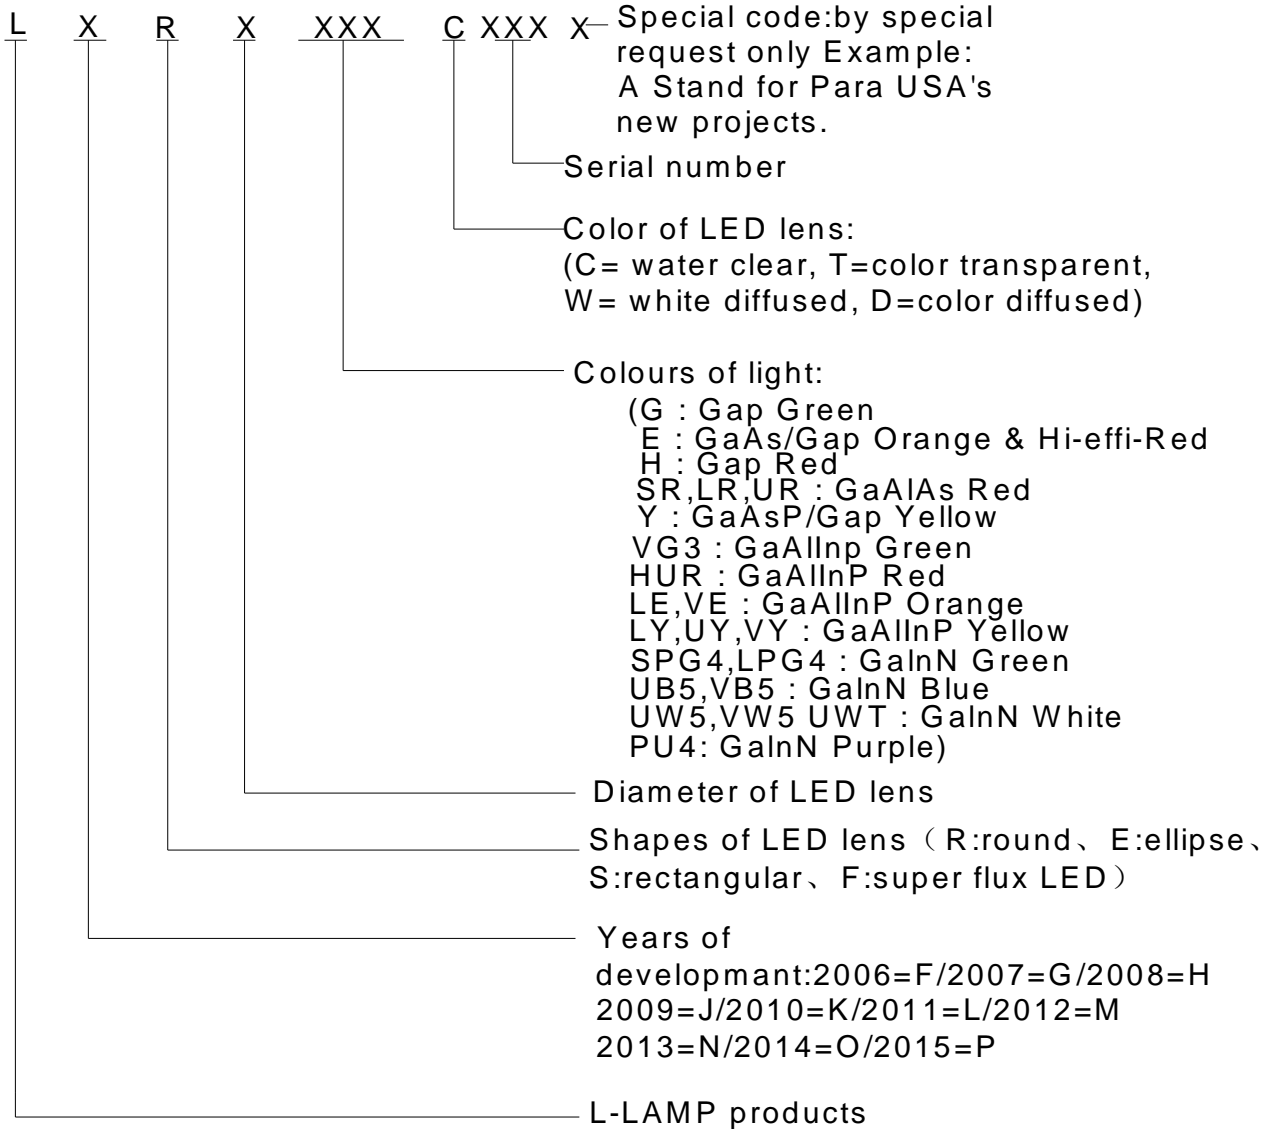 L X R X XXX C XXX X
Special code:by special
request only Example:
A Stand for Para USA's
new projects.
Serial number
Color of LED lens:
(C= water clear, T=color transparent,
W= white diffused, D=color diffused)
Colours of light:
(G : Gap Green
E : GaAs/Gap Orange & Hi-effi-Red
H : Gap Red
SR,LR,UR : GaAlAs Red
Y : GaAsP/Gap Yellow
VG3 : GaAlInp Green
HUR : GaAlInP Red
LE,VE : GaAlInP Orange
LY,UY,VY : GaAlInP Yellow
SPG4,LPG4 : GaInN Green
UB5,VB5 : GaInN Blue
UW5,VW5 UWT : GaInN White
PU4: GaInN Purple)
Diameter of LED lens
Shapes of LED lens（R:round、E:ellipse、
S:rectangular、F:super flux LED）
Years of
developmant:2006=F/2007=G/2008=H
2009=J/2010=K/2011=L/2012=M
2013=N/2014=O/2015=P
L-LAMP products